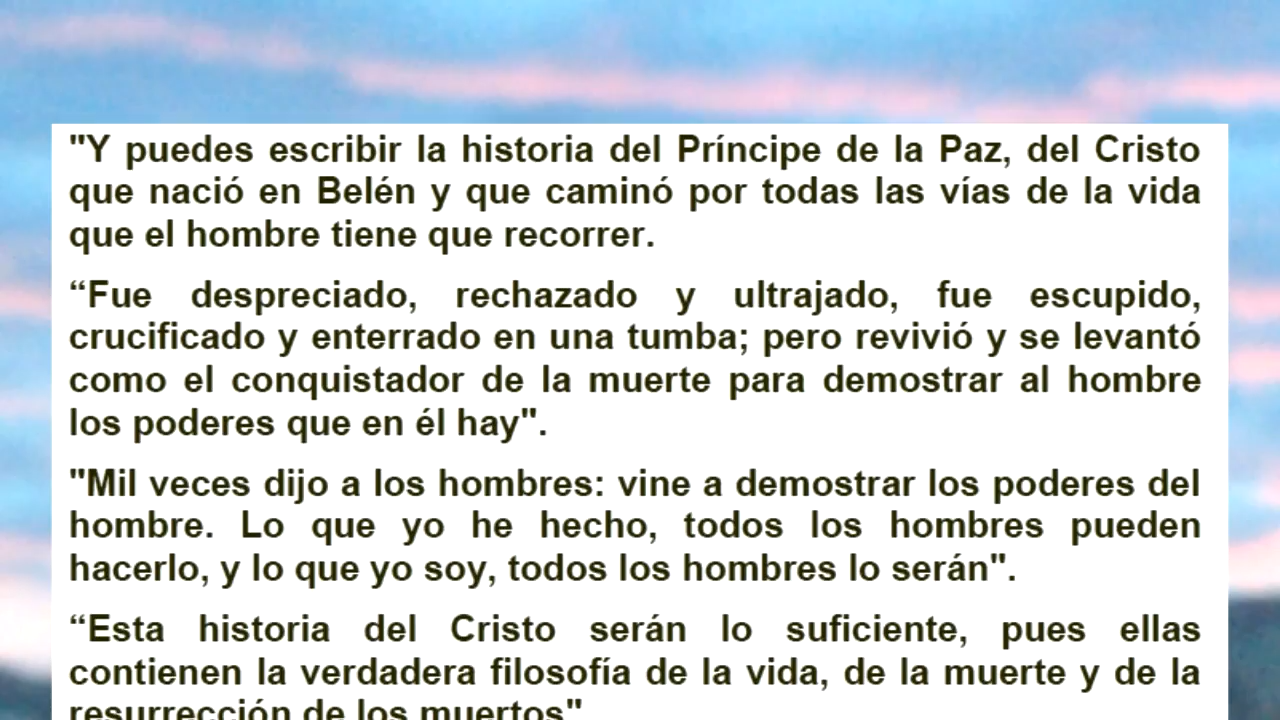 "Y puedes escribir la historia del Príncipe de la Paz, del Cristo
que nació en Belén y que caminó por todas las vías de la vida
que el hombre tiene que recorrer.
“Fue despreciado, rechazado y ultrajado, fue escupido,
crucificado y enterrado en una tumba; pero revivió y se levantó
como el conquistador de la muerte para demostrar al hombre
los poderes que en él hay".
"Mil veces dijo a los hombres: vine a demostrar los poderes del
hombre. Lo que yo he hecho, todos los hombres pueden
hacerlo, y lo que yo soy, todos los hombres lo serán".
“Esta historia del Cristo serán lo suficiente, pues ellas
contienen la verdadera filosofía de la vida, de la muerte y de la
resurrección de los muertos"